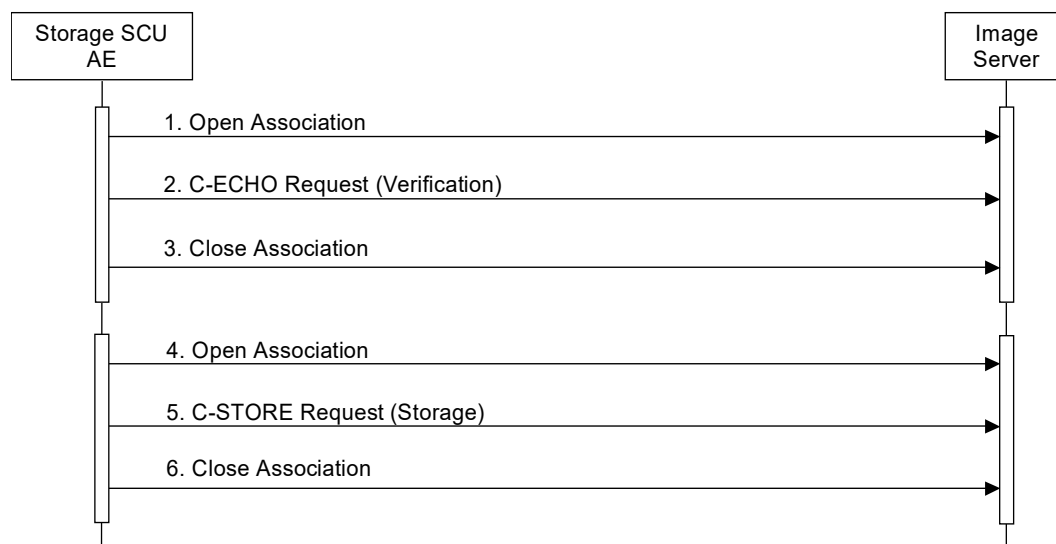 Storage SCU
AE
Image
Server
1. Open Association
2. C-ECHO Request (Verification)
3. Close Association
4. Open Association
5. C-STORE Request (Storage)
6. Close Association